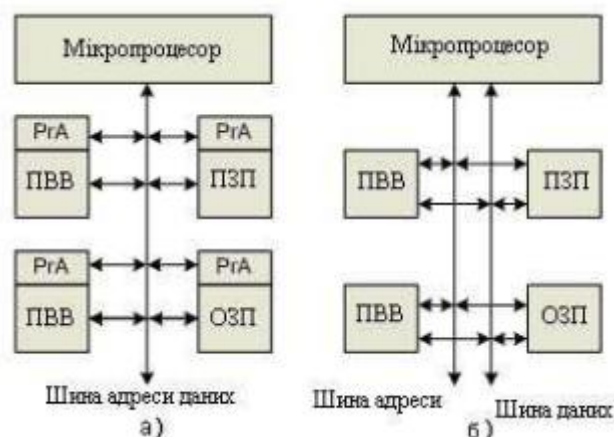 Мікропроцесор
PrA
PrA
ПВВ
ПЗП
PrA
PrA
ПВВ
ОЗП
Шина адреси даних
а)
Мікропроцесор
ПВВ
ПЗП
ПВВ
ОЗП
Шина адреси
Шина даних
б)